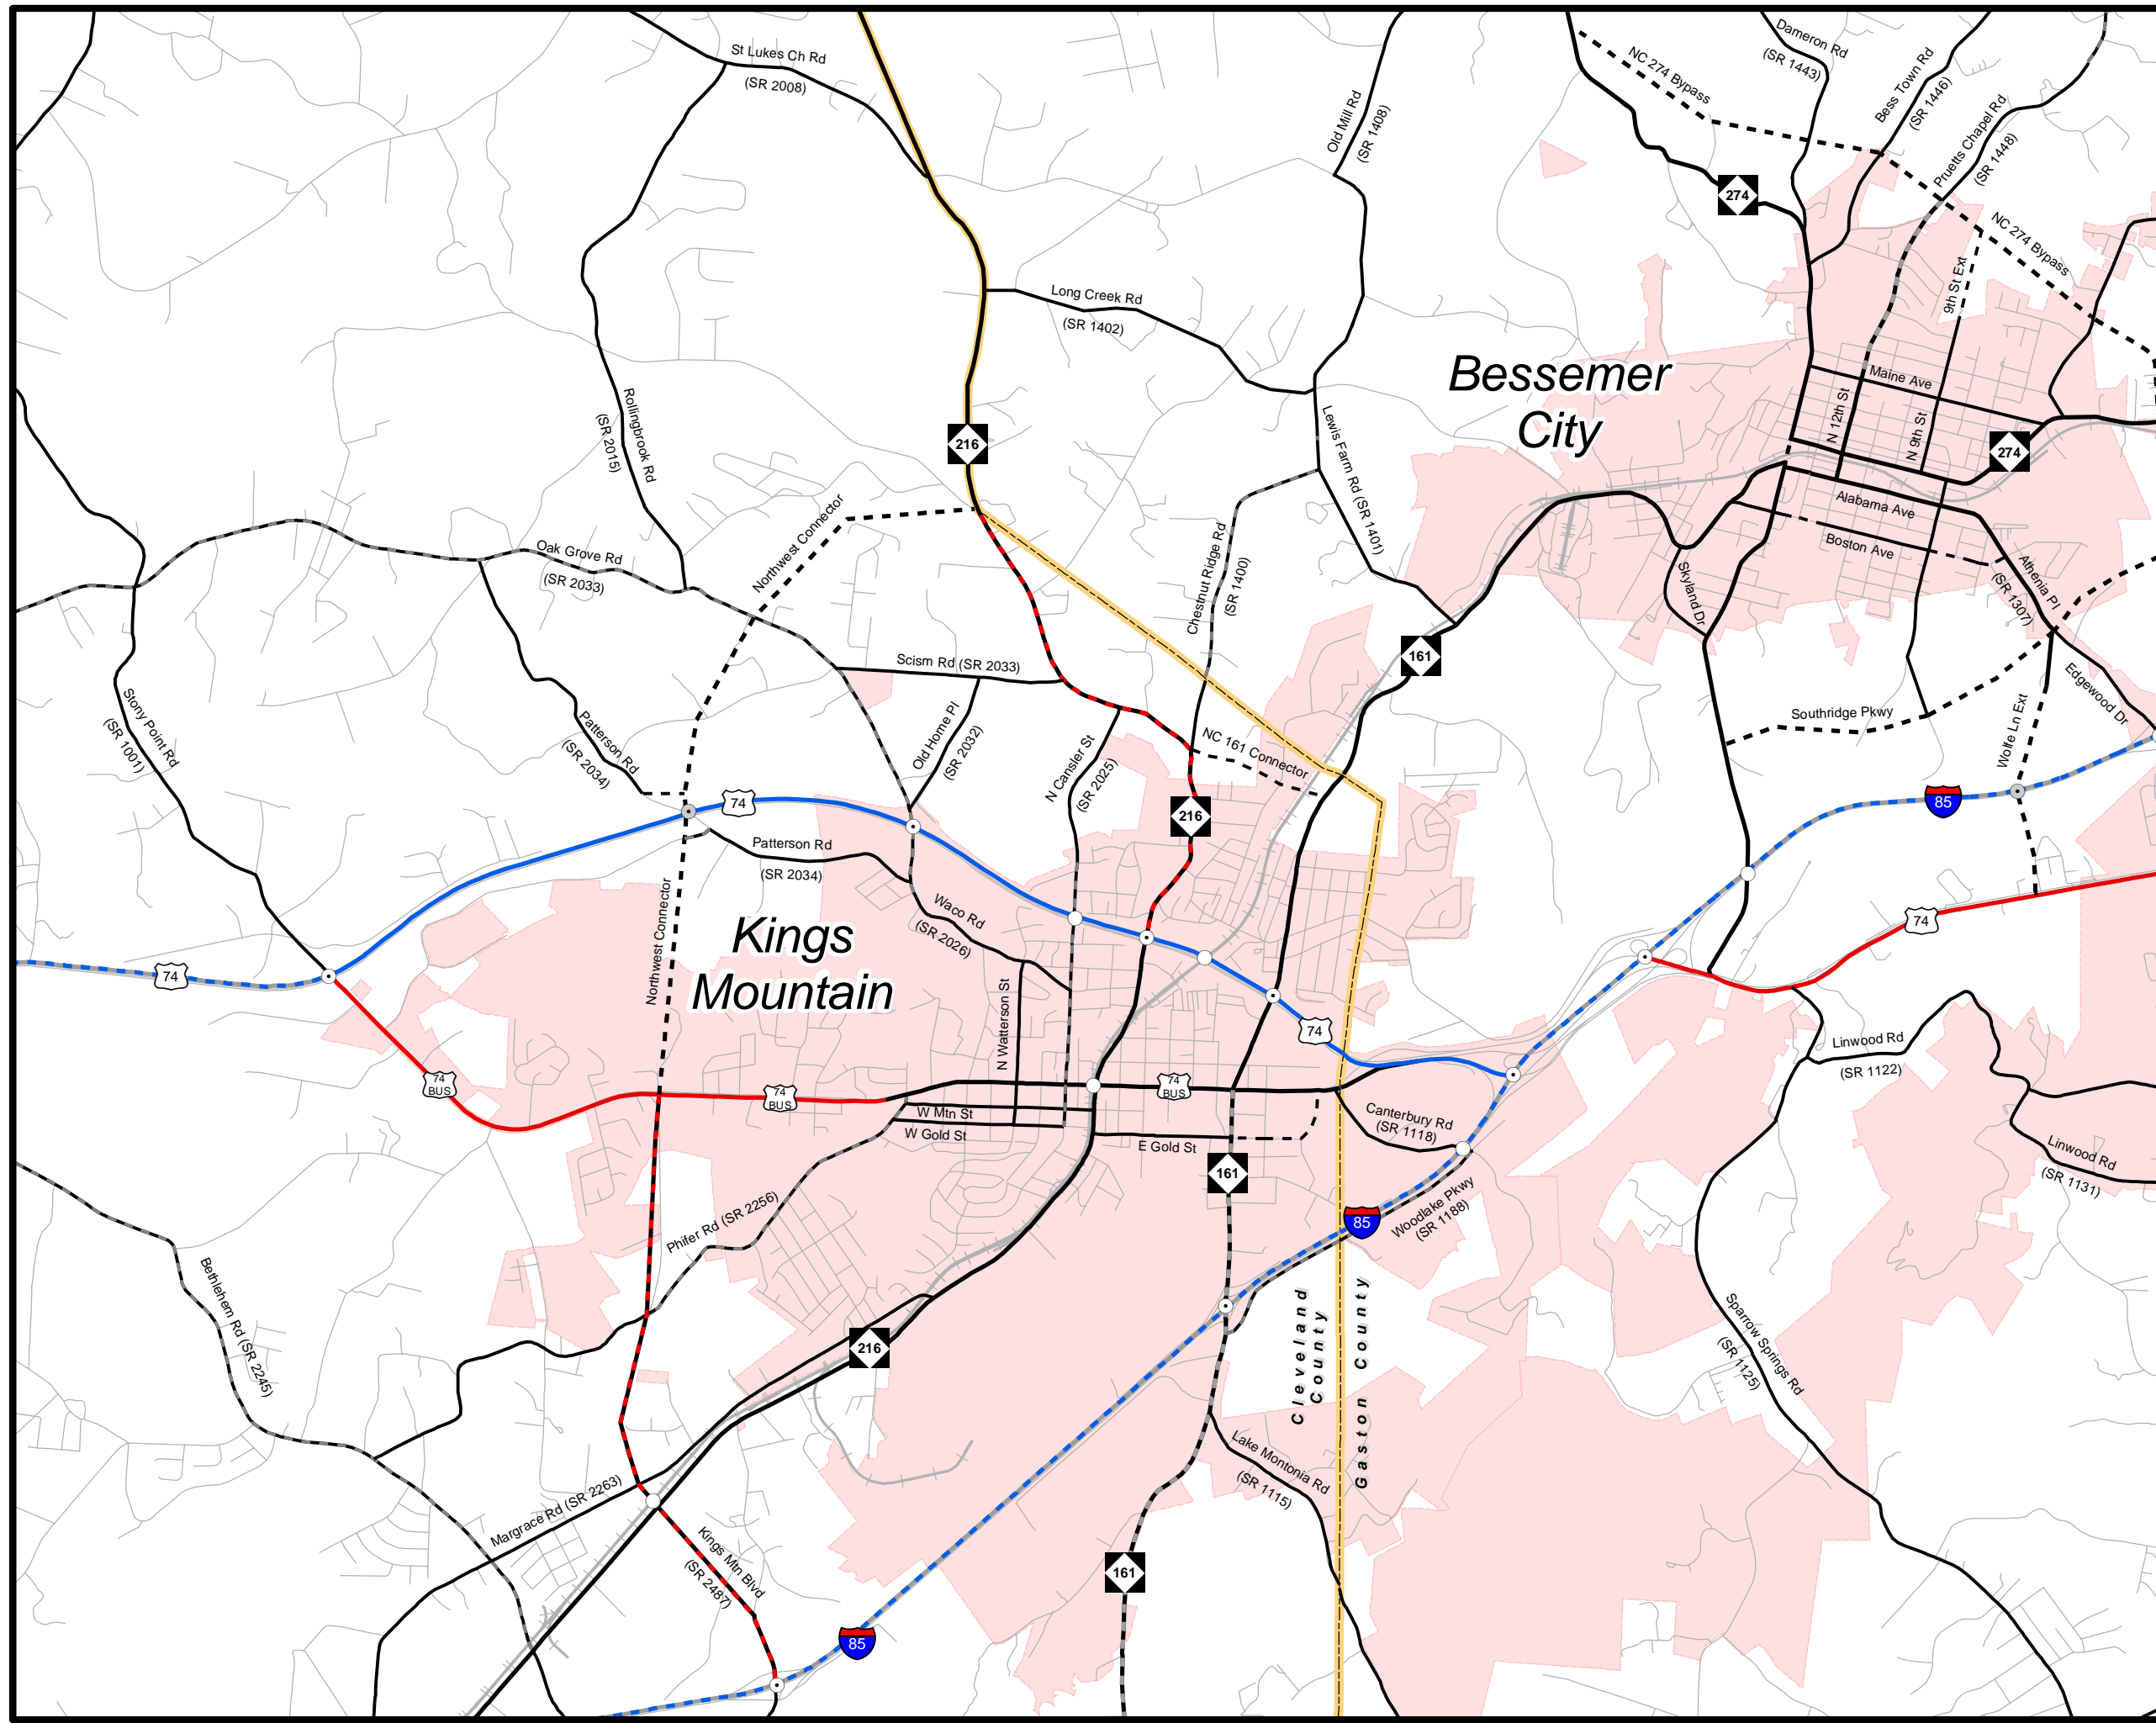 St Lukes Ch Rd
(SR 2008)
NC 274 Bypass
Dameron Rd
(SR 1443)
Bess Town Rd
(SR 1446)
Pruetts Chapel Rd
(SR 1448)
Old Mill Rd
(SR 1408)
274
NC 274 Bypass
9th St Ext
Long Creek Rd
(SR 1402)
Bessemer
City
Maine Ave
N 12th St
N 9th St
274
Rollingbrook Rd
(SR 2015)
216
Lewis Farm Rd (SR 1401)
Alabama Ave
Boston Ave
Northwest Connector
Oak Grove Rd
(SR 2033)
Chestnut Ridge Rd
(SR 1400)
Skyland Dr
Athenia Pl
(SR 1307)
161
Scism Rd (SR 2033)
Edgewood Dr
Stony Point Rd
(SR 1001)
Patterson Rd
(SR 2034)
Old Home Pl
(SR 2032)
N Cansler St
(SR 2025)
NC 161 Connector
Southridge Pkwy
Wolfe Ln Ext
74
216
85
Patterson Rd
(SR 2034)
Northwest Connector
Kings
Mountain
Waco Rd
(SR 2026)
74
74
74
N Watterson St
Linwood Rd
(SR 1122)
74
BUS
74
BUS
74
BUS
W Mtn St
W Gold St
E Gold St
Canterbury Rd
(SR 1118)
Linwood Rd
(SR 1131)
161
Phifer Rd (SR 2256)
85
Woodlake Pkwy
(SR 1188)
Bethlehem Rd (SR 2245)
Cleveland
County
Gaston County
216
Sparrow Springs Rd
(SR 1125)
Lake Montonia Rd
(SR 1115)
Margrace Rd (SR 2263)
Kings Mtn Blvd
(SR 2487)
161
85